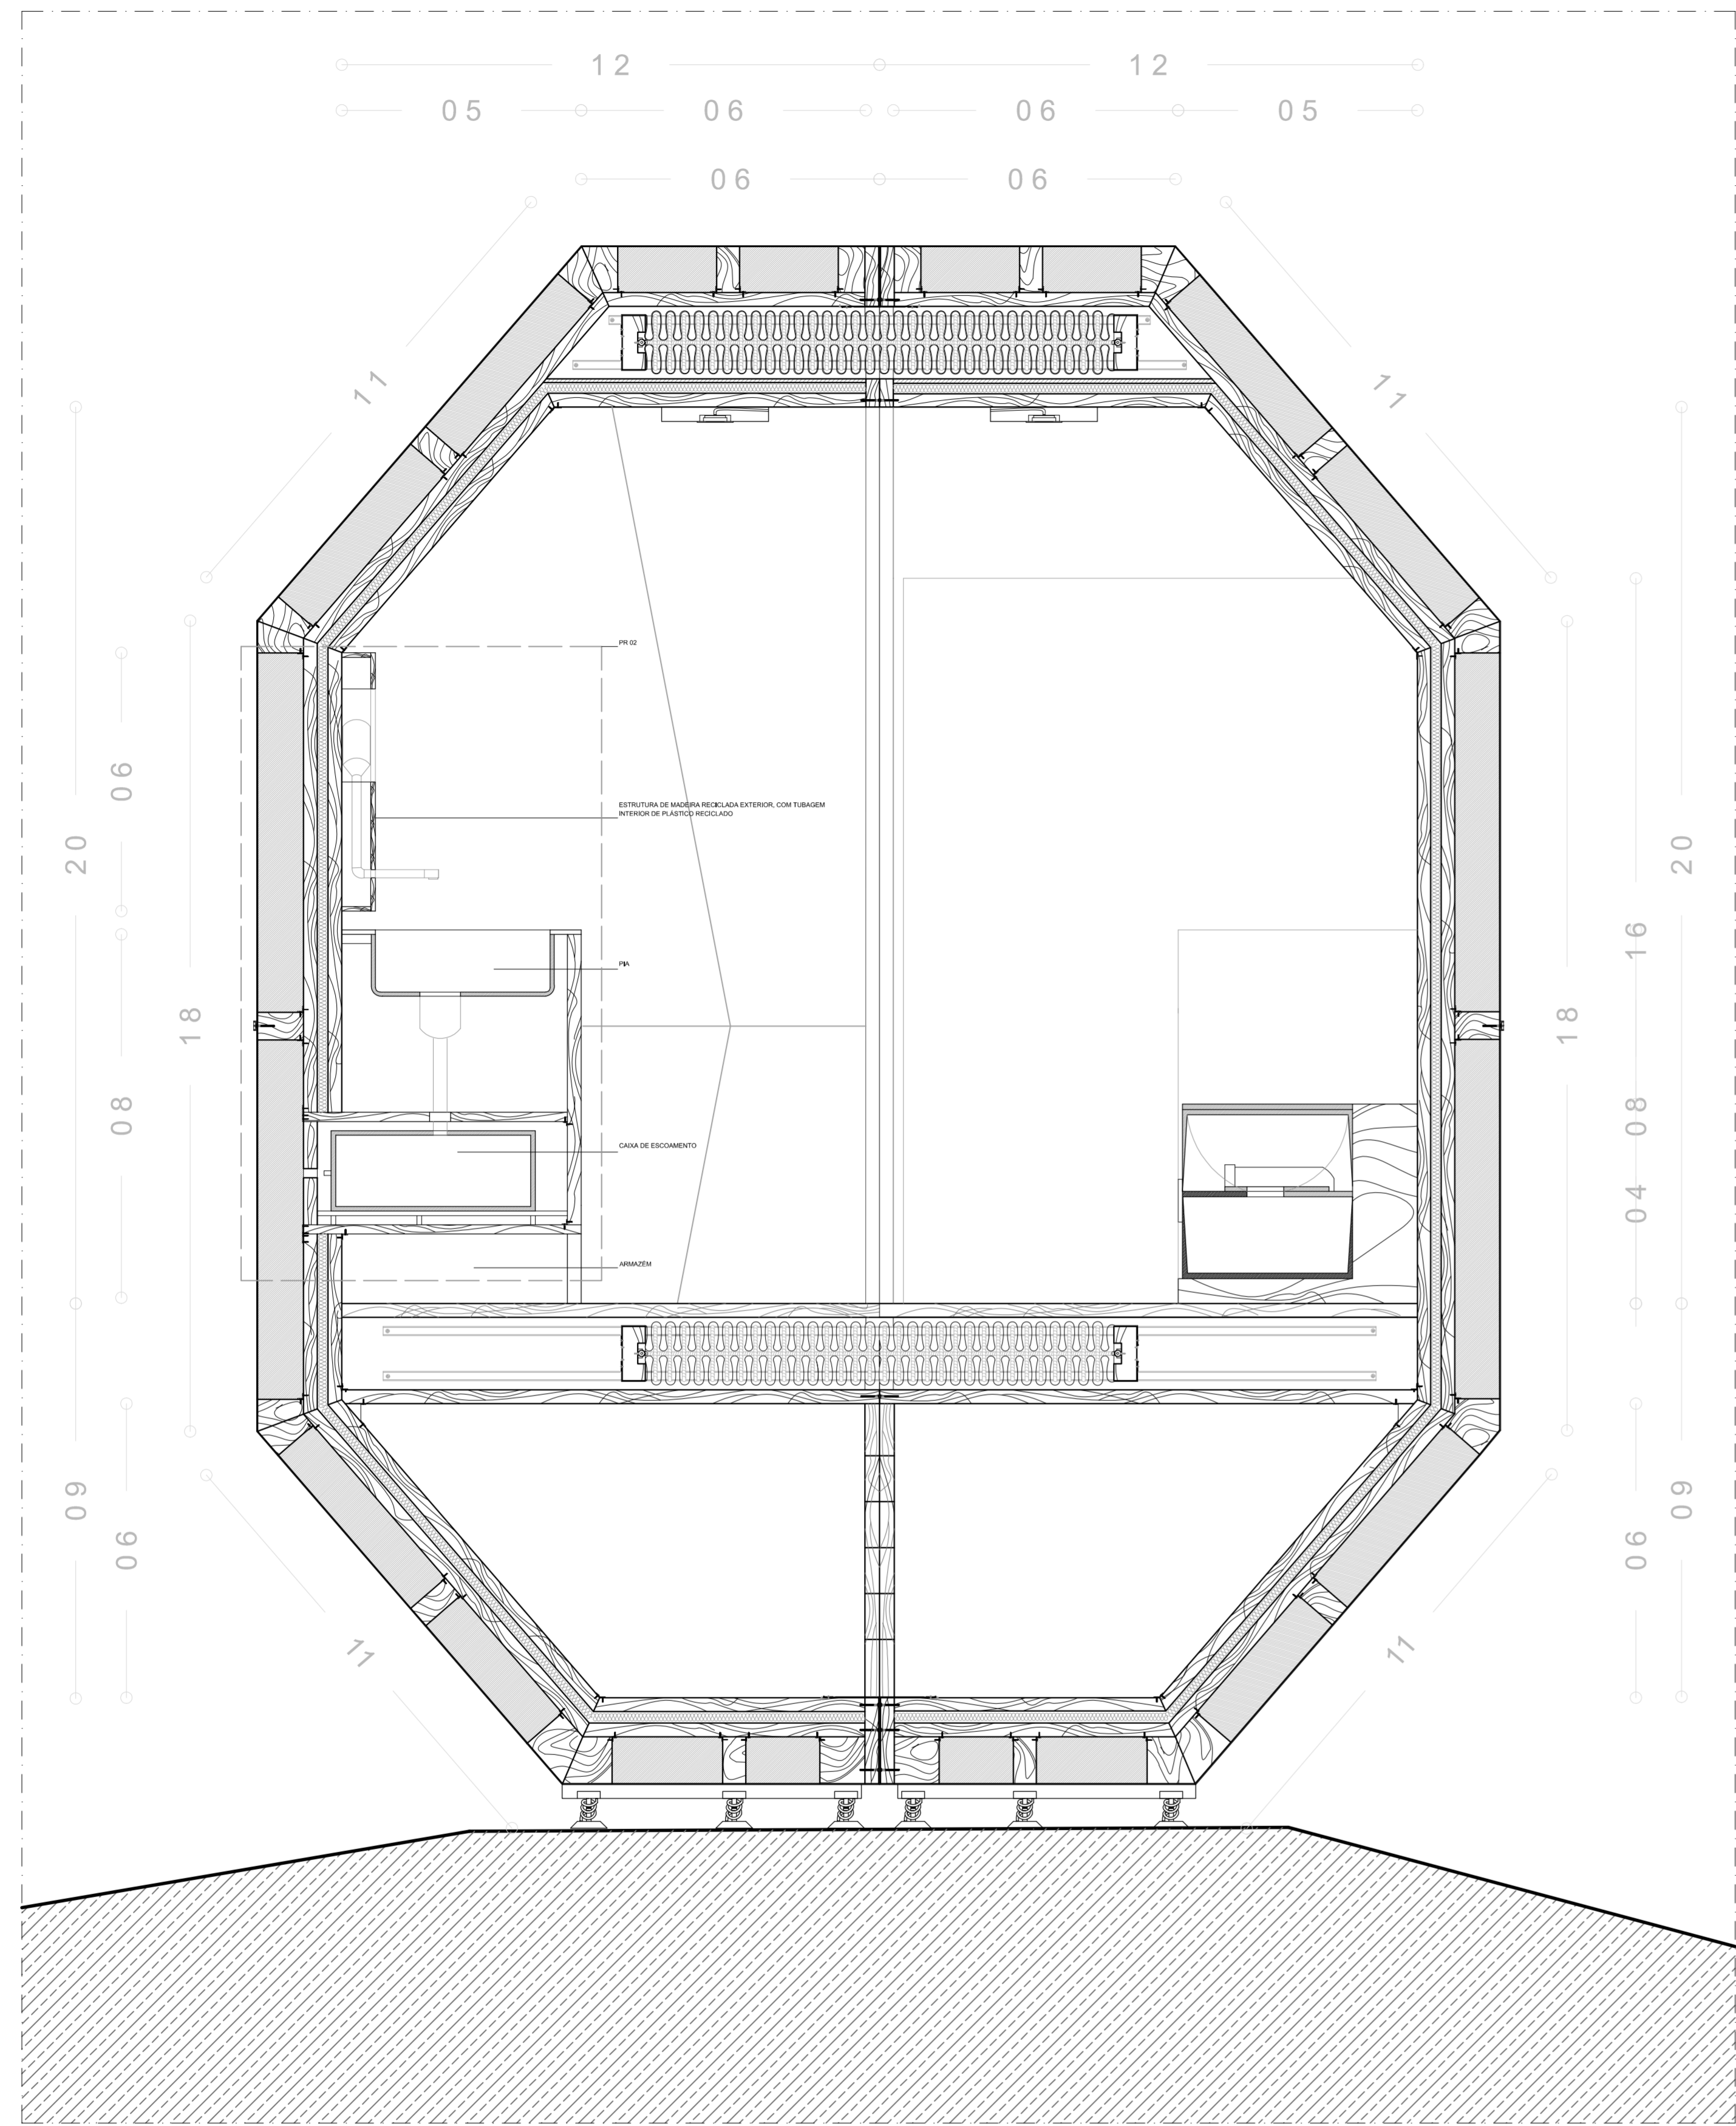 12 12
05 06 06 05
06 06
11 11
PR 02
06
ESTRUTURA DE MADEIRA RECICLADA EXTERIOR, COM TUBAGEM
INTERIOR DE PLÁSTICO RECICLADO
20 20
16
PIA
18 18
08 08
CAIXA DE ESCOAMENTO
04
ARMAZÉM
09 09
06 06
11 11